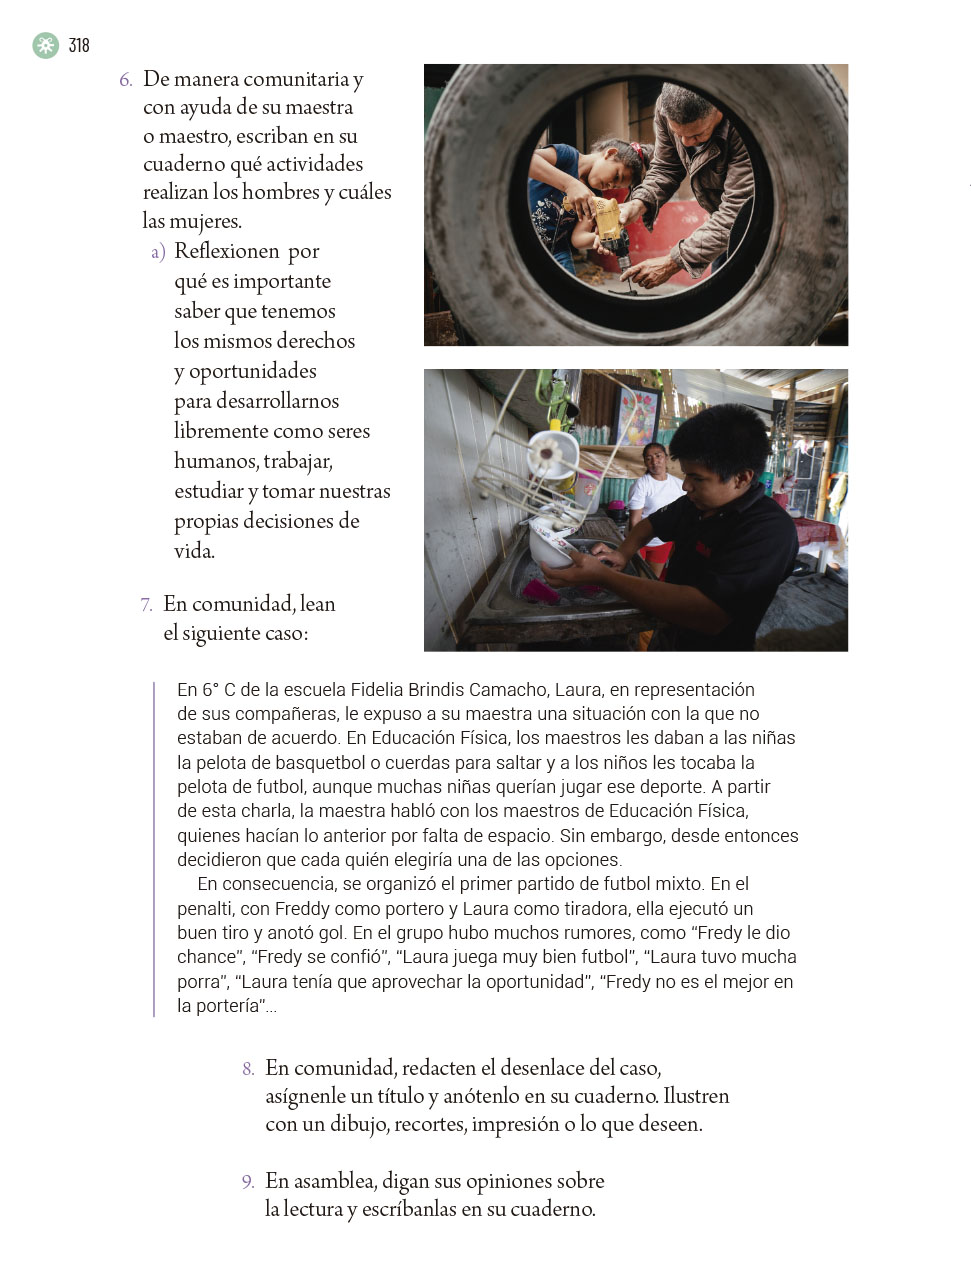 318
6. De manera comunitaria y
con ayuda de su maestra
o maestro, escriban en su
cuaderno qué actividades
realizan los hombres y cuáles
las mujeres.
a) Reflexionen por
qué es importante
saber que tenemos
los mismos derechos
y oportunidades
para desarrollarnos
libremente como seres
humanos, trabajar,
estudiar y tomar nuestras
propias decisiones de
vida.
7. En comunidad, lean
el siguiente caso:
En 6° C de la escuela Fidelia Brindis Camacho, Laura, en representación
de sus compañeras, le expuso a su maestra una situación con la que no
estaban de acuerdo. En Educación Física, los maestros les daban a las niñas
la pelota de basquetbol o cuerdas para saltar y a los niños les tocaba la
pelota de futbol, aunque muchas niñas querían jugar ese deporte. A partir
de esta charla, la maestra habló con los maestros de Educación Física,
quienes hacían lo anterior por falta de espacio. Sin embargo, desde entonces
decidieron que cada quién elegiría una de las opciones.
En consecuencia, se organizó el primer partido de futbol mixto. En el
penalti, con Freddy como portero y Laura como tiradora, ella ejecutó un
buen tiro y anotó gol. En el grupo hubo muchos rumores, como “Fredy le dio
chance”, “Fredy se confió”, “Laura juega muy bien futbol”, “Laura tuvo mucha
porra”, “Laura tenía que aprovechar la oportunidad”, “Fredy no es el mejor en
la portería”...
8. En comunidad, redacten el desenlace del caso,
asígnenle un título y anótenlo en su cuaderno. Ilustren
con un dibujo, recortes, impresión o lo que deseen.
9. En asamblea, digan sus opiniones sobre
la lectura y escríbanlas en su cuaderno.